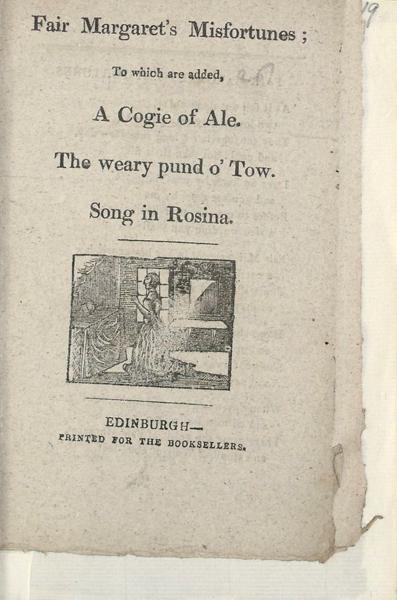 Fair Margaret's Misfortunes;
To which are added,
A Cogie of Ale.
The weary pund o' Tow.
Song in Rosina.
EDINBURGH—
PRINTED FOR THE BOOKSELLERS.